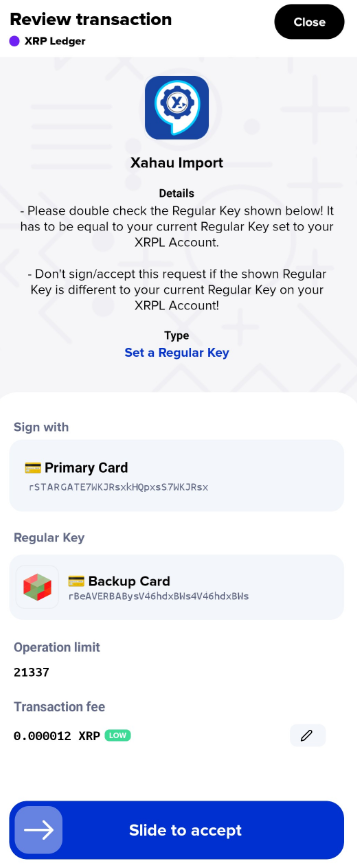 Review transaction
Close
XRP Ledger
Xahau Import
Details
- Please double check the Regular Key shown below! It
has to be equal to your current Regular Key set to your
XRPL Account.
- Don't sign/accept this request if the shown Regular
Key is different to your current Regular Key on your
XRPL Account!
Type
Set a Regular Key
Sign with
Primary Card
rSTARGATE7WKJRsxkHQpxsS7WKJRsx
Regular Key
Backup Card
rBeAVERBABysV46hdxBWs4V46hdxBWs
Operation limit
21337
Transaction fee
0.000012 XRP LOW
Slide to accept